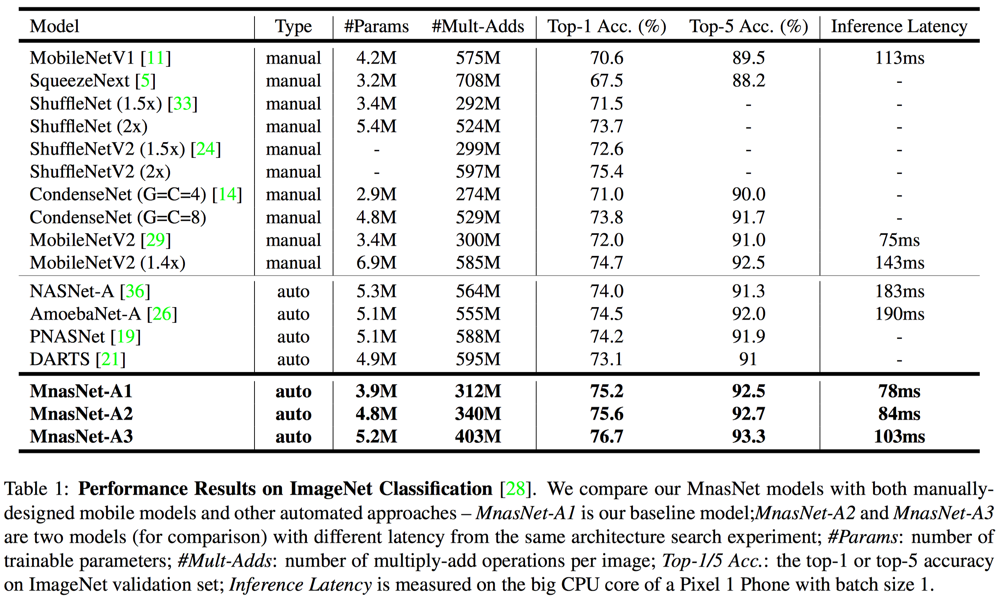 Model Type #Params #Mult-Adds Top-1 Acc. (%) Top-5 Acc. (%) Inference Latency
MobileNetV1 [11] manual 4.2M 575M 70.6 89.5 113ms
SqueezeNext [5] manual 3.2M 708M 67.5 88.2 -
ShuffleNet (1.5x) [33] manual 3.4M 292M 71.5 - -
ShuffleNet (2x) manual 5.4M 524M 73.7 - -
ShuffleNetV2 (1.5x) [24] manual - 299M 72.6 - -
ShuffleNetV2 (2x) manual - 597M 75.4 - -
CondenseNet (G=C=4) [14] manual 2.9M 274M 71.0 90.0 -
CondenseNet (G=C=8) manual 4.8M 529M 73.8 91.7 -
MobileNetV2 [29] manual 3.4M 300M 72.0 91.0 75ms
MobileNetV2 (1.4x) manual 6.9M 585M 74.7 92.5 143ms
NASNet-A [36] auto 5.3M 564M 74.0 91.3 183ms
AmoebaNet-A [26] auto 5.1M 555M 74.5 92.0 190ms
PNASNet [19] auto 5.1M 588M 74.2 91.9 -
DARTS [21] auto 4.9M 595M 73.1 91 -
MnasNet-A1 auto 3.9M 312M 75.2 92.5 78ms
MnasNet-A2 auto 4.8M 340M 75.6 92.7 84ms
MnasNet-A3 auto 5.2M 403M 76.7 93.3 103ms
Table 1: Performance Results on ImageNet Classification [28]. We compare our MnasNet models with both manually-
designed mobile models and other automated approaches – MnasNet-A1 is our baseline model;MnasNet-A2 and MnasNet-A3
are two models (for comparison) with different latency from the same architecture search experiment; #Params: number of
trainable parameters; #Mult-Adds: number of multiply-add operations per image; Top-1/5 Acc.: the top-1 or top-5 accuracy
on ImageNet validation set; Inference Latency is measured on the big CPU core of a Pixel 1 Phone with batch size 1.